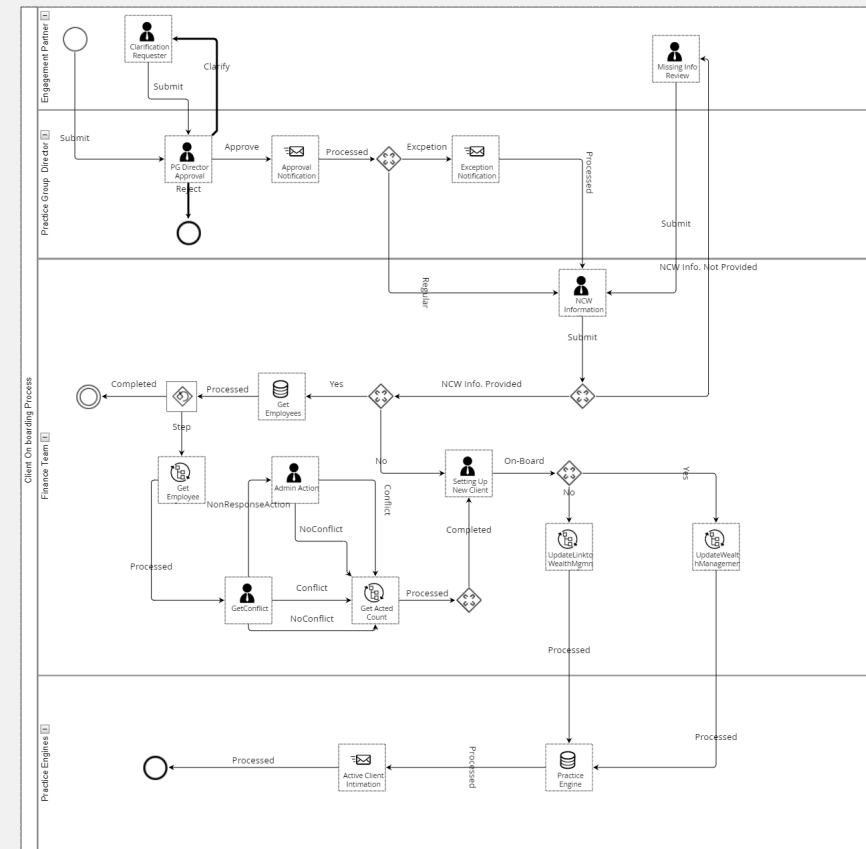 Client On boarding Process
Engagement Partner
Clarification
Requester
Clarify
Submit
Missing Info
Review
Practice Group Director
Submit
PG Director
Approval
Reject
Approve
Approval
Notification
Processed
Excpetion
Exception
Notification
Processed
Submit
NCW Info. Not Provided
Regular
Finance Team
NCW
Information
Submit
Completed
Processed
Get
Employees
Yes
NCW Info. Provided
Step
No
Get
Employee
Admin Action
NonResponseAction
Conflict
NoConflict
Setting Up
New Client
On-Board
No
Yes
Completed
UpdateLinkto
WealthMgmn
UpdateWealt
hManagemer
Processed
GetConflict
Conflict
NoConflict
Get Acted
Count
Processed
Processed
Practice Engines
Processed
Processed
Active Client
Intimation
Processed
Practice
Engine